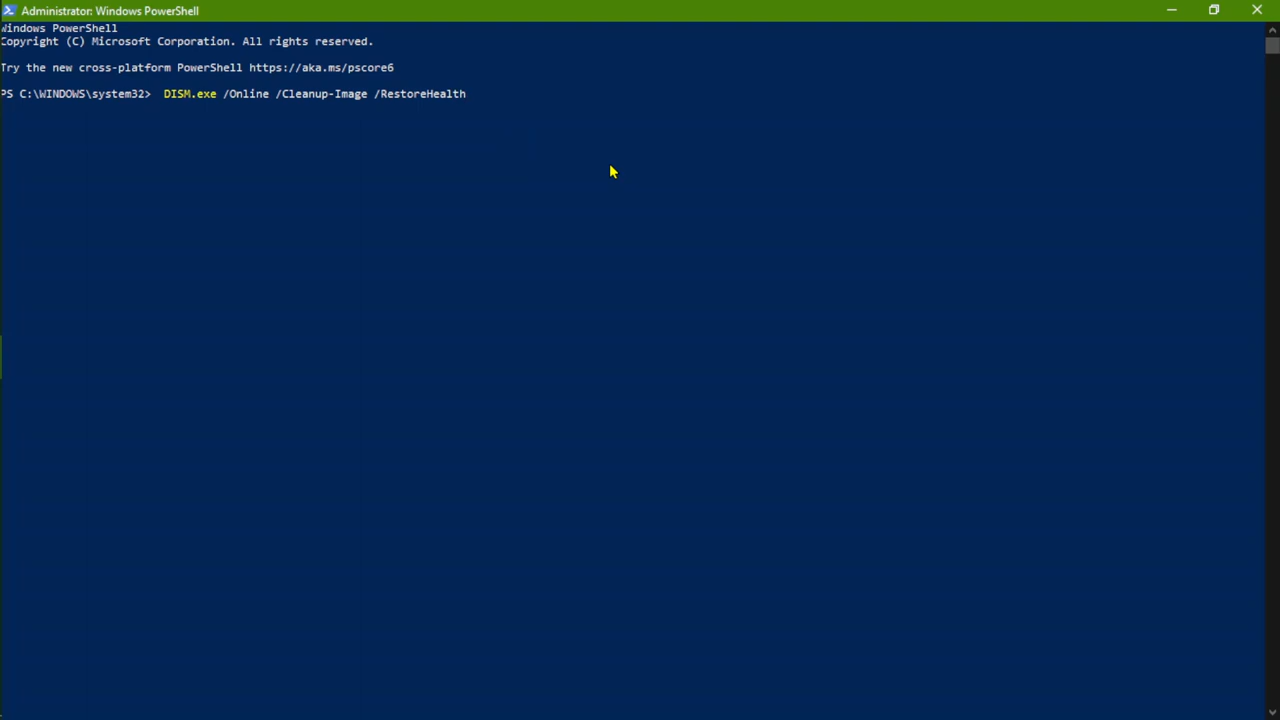 Administrator: Windows PowerShell
Windows PowerShell
Copyright (C) Microsoft Corporation. All rights reserved.
Try the new cross-platform PowerShell https://aka.ms/pscore6
PS C:\WINDOWS\system32>  DISM.exe /Online /Cleanup-Image /RestoreHealth